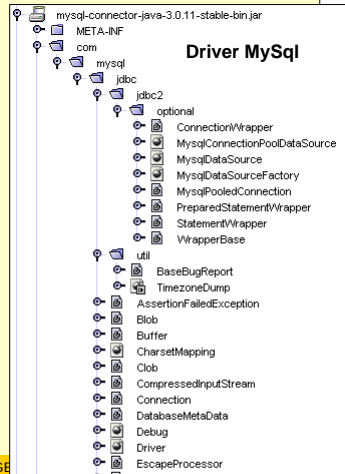 mysql-connector-java-3.0.11-stable-bin.jar
META-INF
com
Driver MySql
mysql
jdbc
jdbc2
optional
ConnectionWrapper
MysqlConnectionPoolDataSource
MysqlDataSource
MysqlDataSourceFactory
MysqlPooledConnection
PreparedStatementWrapper
StatementWrapper
WrapperBase
util
BaseBugReport
TimezoneDump
AssertionFailedException
Blob
Buffer
CharsetMapping
Clob
CompressedInputStream
Connection
DatabaseMetaData
Debug
Driver
EscapeProcessor